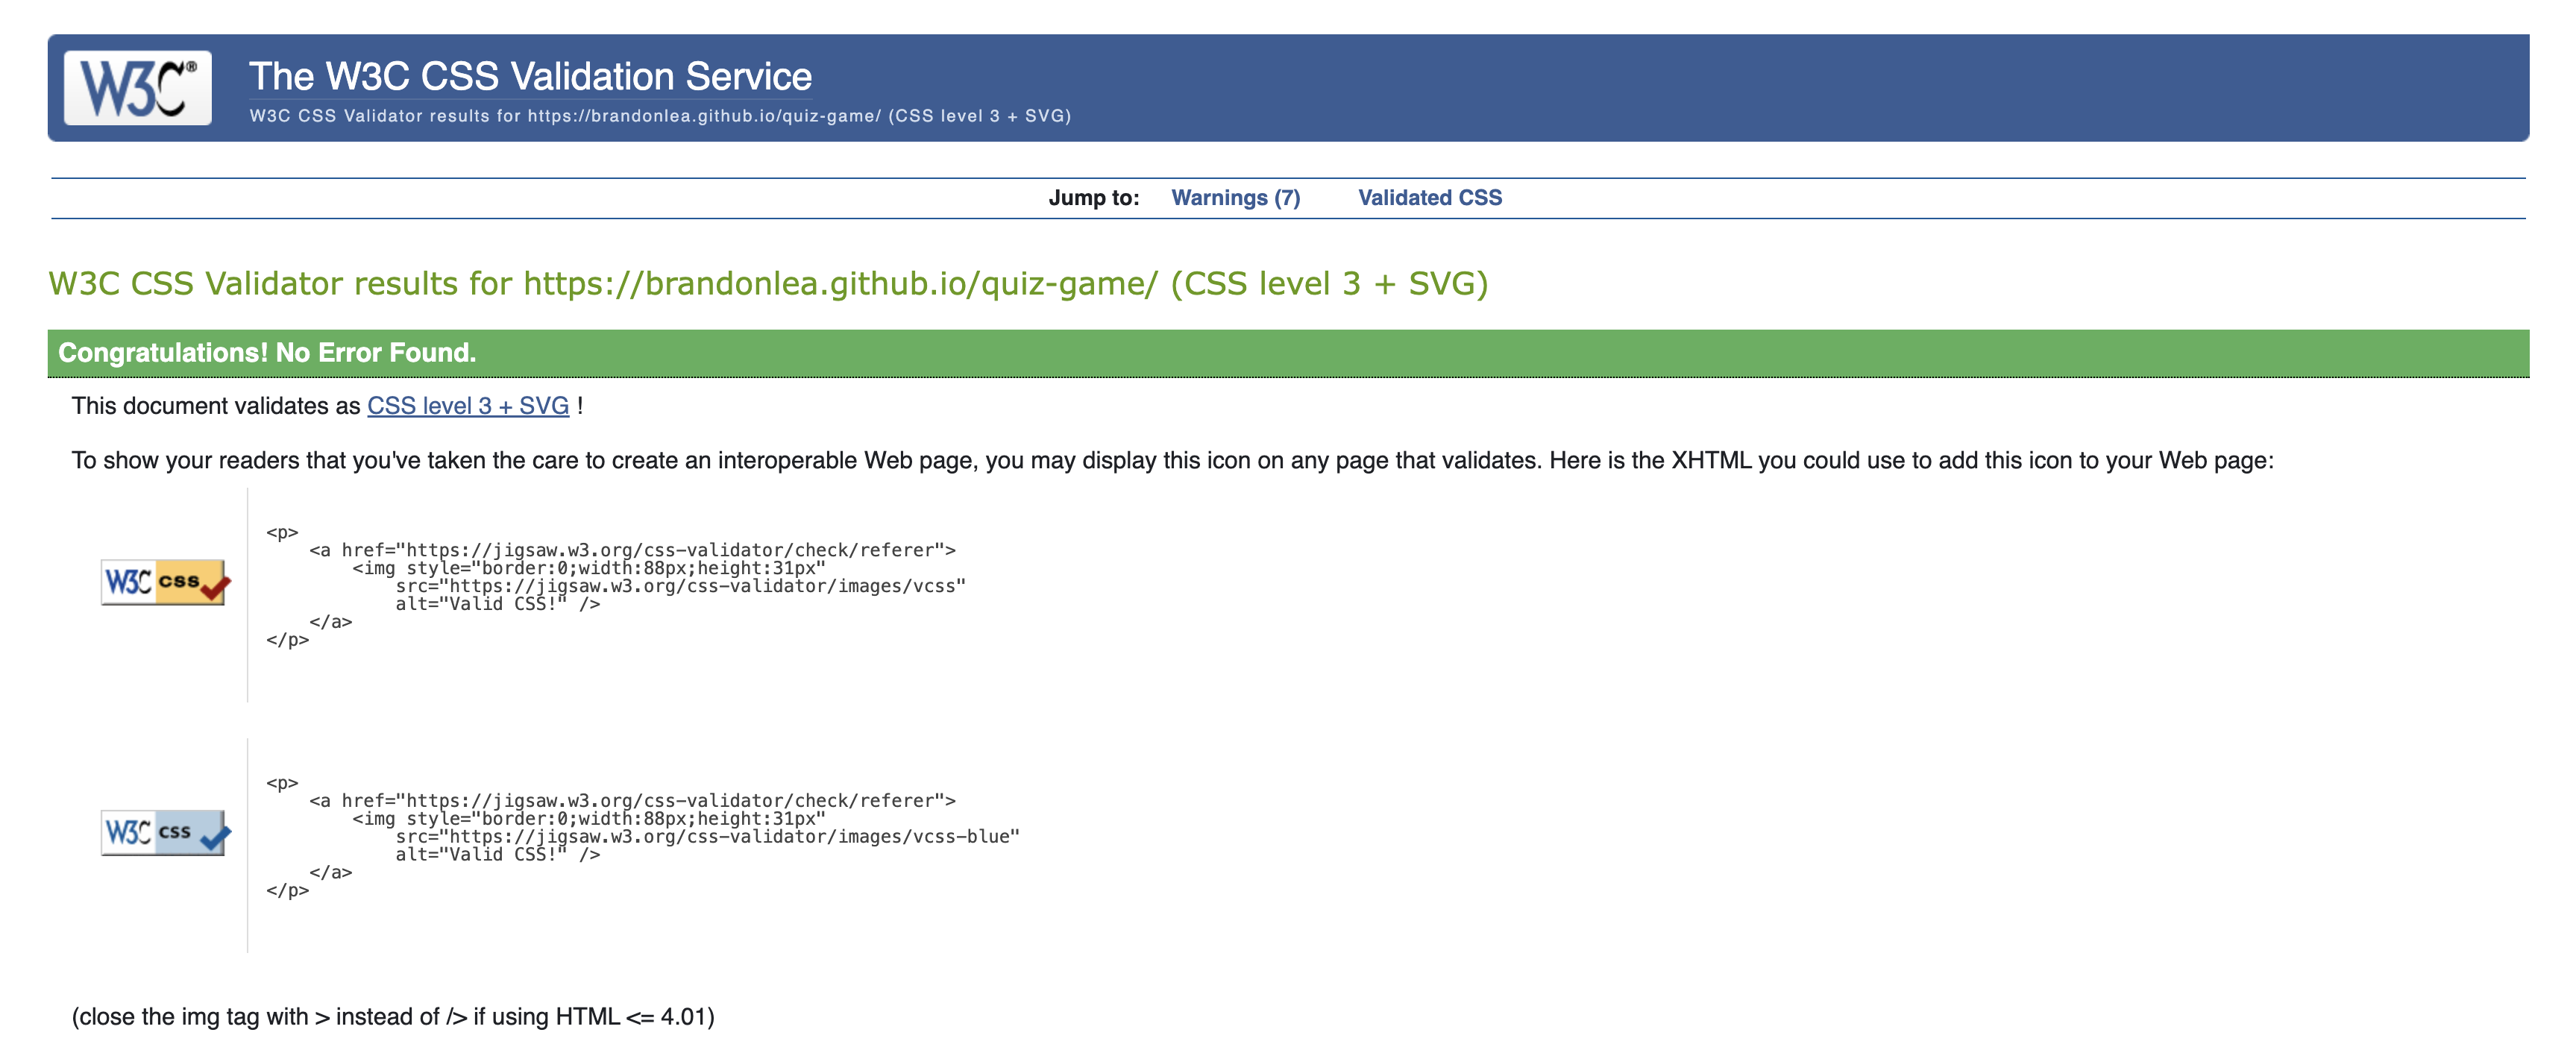 W3C®
The W3C CSS Validation Service
W3C CSS Validator results for https://brandonlea.github.io/quiz-game/ (CSS level 3 + SVG)
Jump to: Warnings (7) Validated CSS
W3C CSS Validator results for https://brandonlea.github.io/quiz-game/ (CSS level 3 + SVG)
Congratulations! No Error Found.
This document validates as CSS level 3 + SVG !
To show your readers that you've taken the care to create an interoperable Web page, you may display this icon on any page that validates. Here is the XHTML you could use to add this icon to your Web page:
W3C css
<p>
    <a href="https://jigsaw.w3.org/css-validator/check/referer">
        <img style="border:0;width:88px;height:31px"
            src="https://jigsaw.w3.org/css-validator/images/vcss"
            alt="Valid CSS!" />
    </a>
</p>
W3C css
<p>
    <a href="https://jigsaw.w3.org/css-validator/check/referer">
        <img style="border:0;width:88px;height:31px"
            src="https://jigsaw.w3.org/css-validator/images/vcss-blue"
            alt="Valid CSS!" />
    </a>
</p>
(close the img tag with > instead of /> if using HTML <= 4.01)